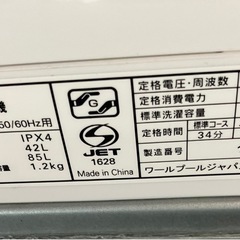 機
50/60Hz用
IPX4
42L
85L
1.2kg
G
JET
1628
Made in China
定格電圧・周波数
定格消費電力
標準洗濯容量
定格時間
標準コース
34分
製造番号
ワールプールジャパ